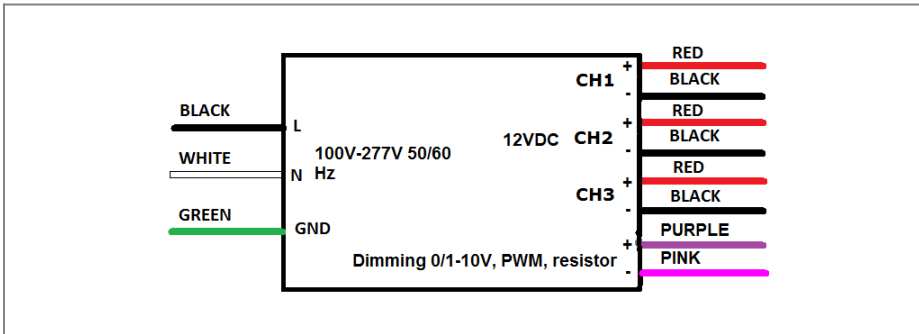 RED
+
CH1
BLACK
-
BLACK
L
RED
+
12VDC CH2
BLACK
-
WHITE
N
100V-277V 50/60
Hz
RED
+
CH3
BLACK
-
GREEN
GND
PURPLE
+
Dimming 0/1-10V, PWM, resistor
PINK
-